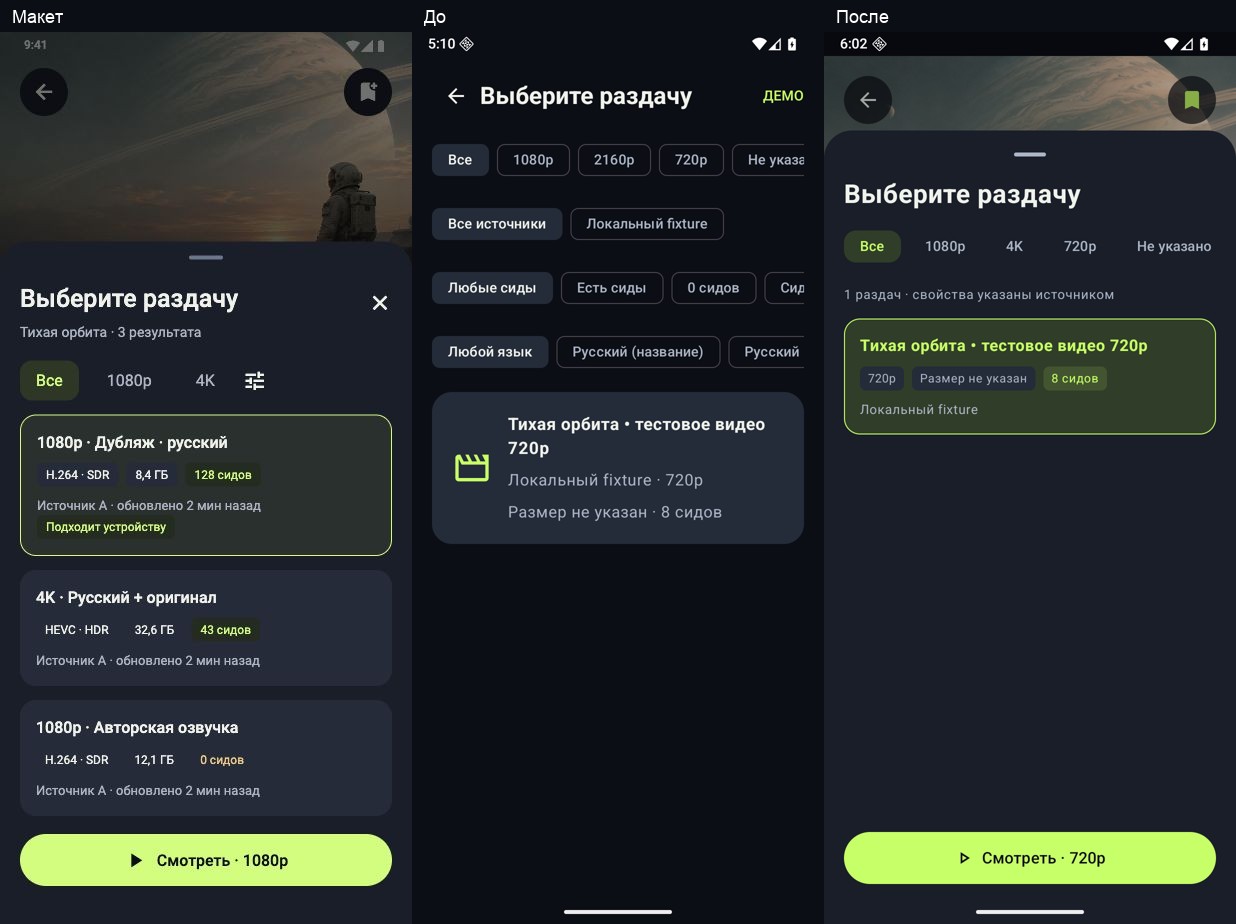 Макет
9:41
Выберите раздачу
Тихая орбита · 3 результата
Все 1080p 4K
1080p · Дубляж · русский
H.264 · SDR 8,4 ГБ 128 сидов
Источник А · обновлено 2 мин назад
Подходит устройству
4K · Русский + оригинал
HEVC · HDR 32,6 ГБ 43 сидов
Источник А · обновлено 2 мин назад
1080p · Авторская озвучка
H.264 · SDR 12,1 ГБ 0 сидов
Источник А · обновлено 2 мин назад
Смотреть · 1080p
До
5:10
Выберите раздачу ДЕМО
Все 1080p 2160p 720p Не указа
Все источники Локальный fixture
Любые сиды Есть сиды 0 сидов Сид
Любой язык Русский (название) Русский
Тихая орбита • тестовое видео
720p
Локальный fixture · 720p
Размер не указан · 8 сидов
После
6:02
Выберите раздачу
Все 1080p 4K 720p Не указано
1 раздач · свойства указаны источником
Тихая орбита • тестовое видео 720p
720p Размер не указан 8 сидов
Локальный fixture
Смотреть · 720p